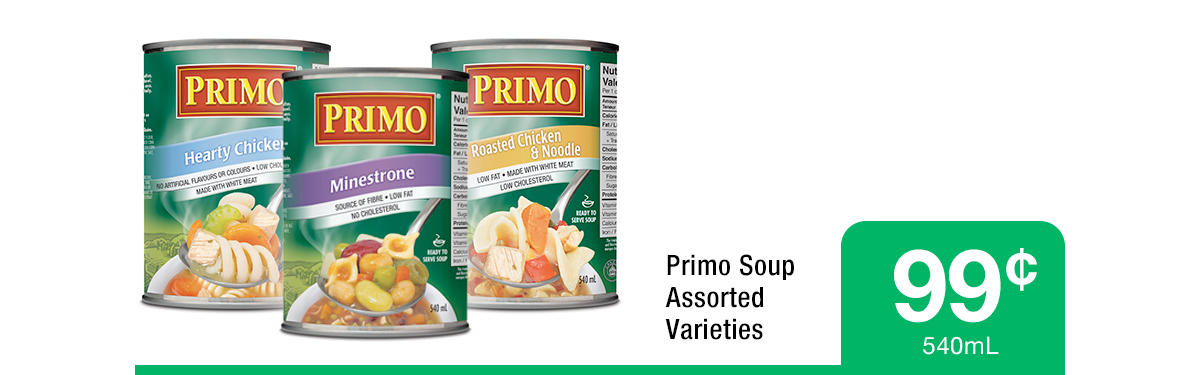 PRIMO
Hearty Chicken
NO ARTIFICIAL FLAVOURS OR COLOURS • LOW
MADE WITH WHITE MEAT
PRIMO
Minestrone
SOURCE OF FIBRE • LOW FAT
NO CHOLESTEROL
READY TO
SERVE SOUP
540 mL
PRIMO
Roasted Chicken
& Noodle
LOW FAT • MADE WITH WHITE MEAT
LOW CHOLESTEROL
READY TO
SERVE SOUP
540 mL
Primo Soup
Assorted
Varieties
99¢
540mL